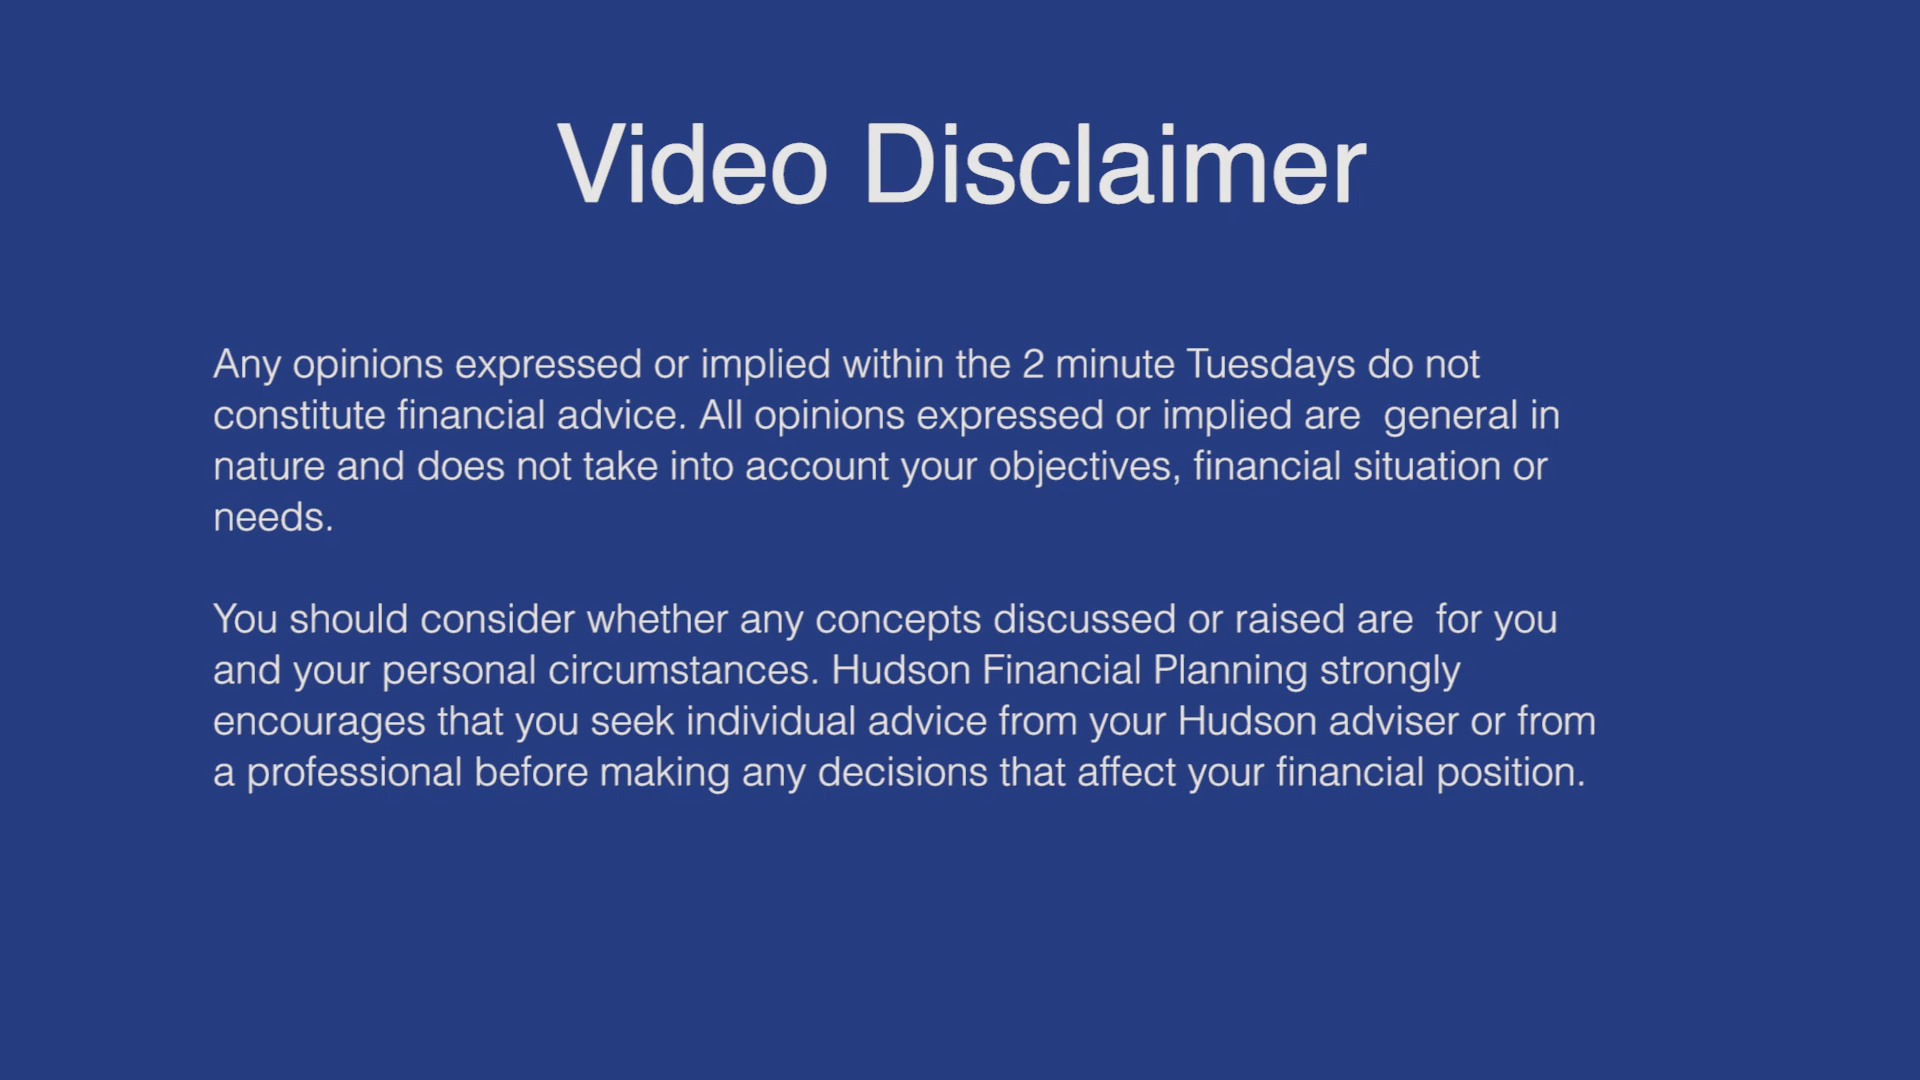 Video Disclaimer
Any opinions expressed or implied within the 2 minute Tuesdays do not
constitute financial advice. All opinions expressed or implied are  general in
nature and does not take into account your objectives, financial situation or
needs.
You should consider whether any concepts discussed or raised are  for you
and your personal circumstances. Hudson Financial Planning strongly
encourages that you seek individual advice from your Hudson adviser or from
a professional before making any decisions that affect your financial position.